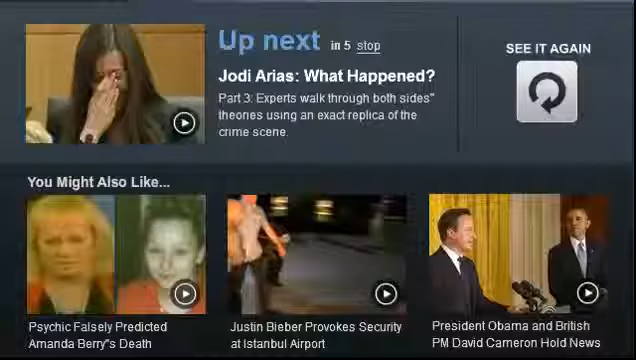 Up next in 5 stop
SEE IT AGAIN
Jodi Arias: What Happened?
Part 3: Experts walk through both sides"
theories using an exact replica of the
crime scene.
You Might Also Like...
Psychic Falsely Predicted
Amanda Berry"s Death
Justin Bieber Provokes Security
at Istanbul Airport
President Obama and British
PM David Cameron Hold News